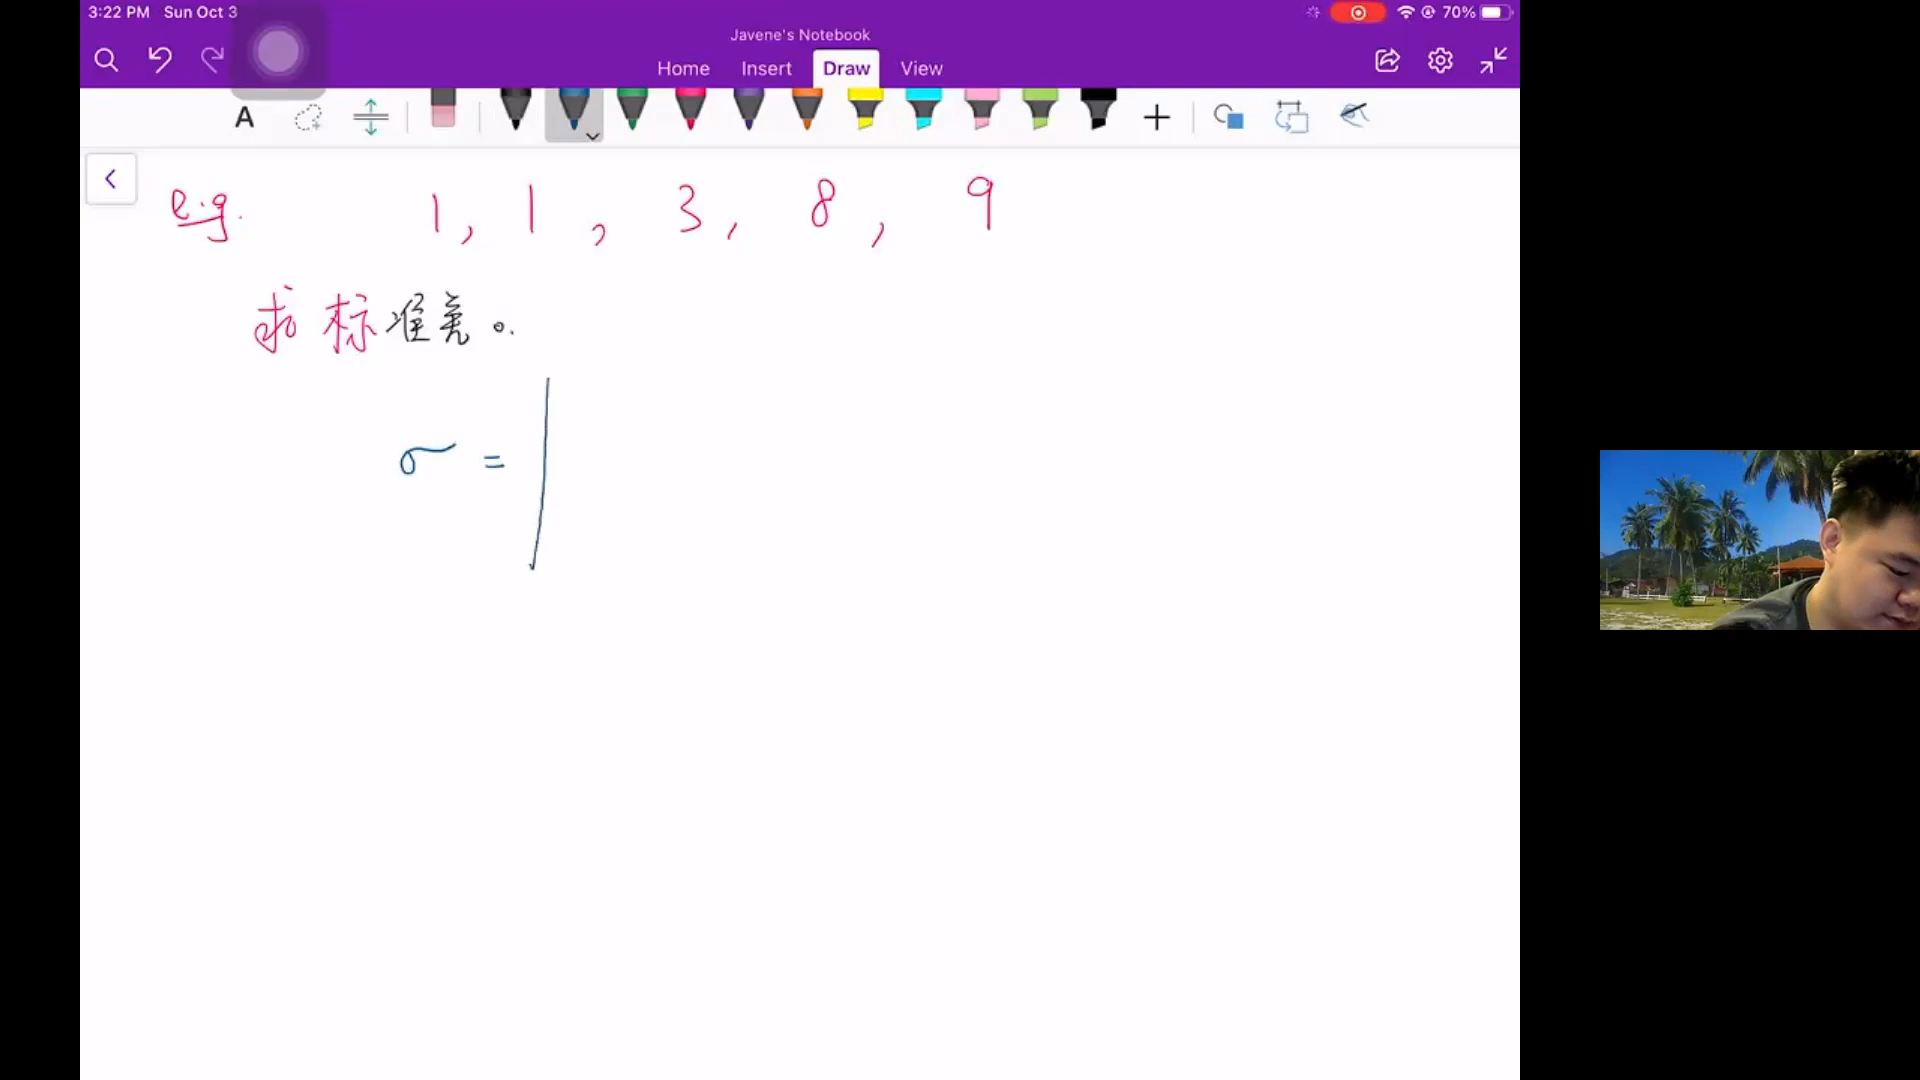 3:22 PM Sun Oct 3
70%
Javene's Notebook
Home Insert Draw View
A
e.g. 1, 1, 3, 8, 9
求标准差。
σ =